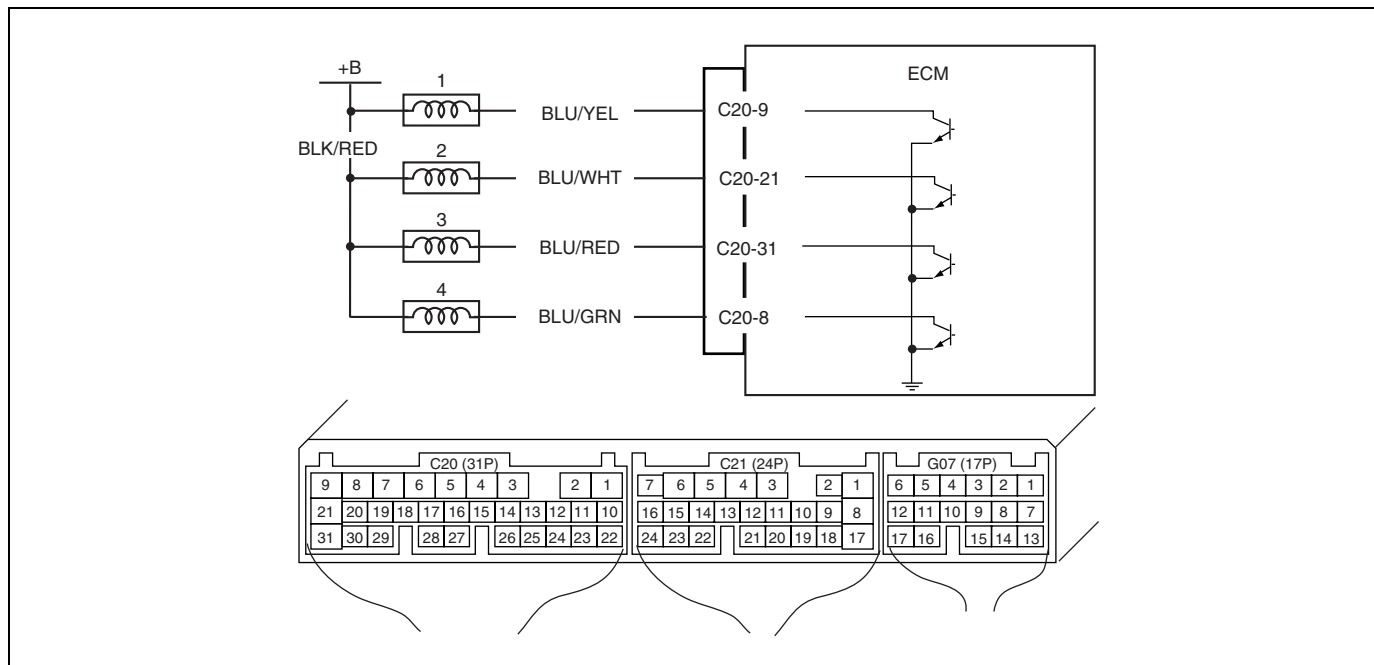 +B
1
ECM
BLU/YEL
C20-9
BLK/RED
2
BLU/WHT
C20-21
3
BLU/RED
C20-31
4
BLU/GRN
C20-8
C20 (31P)
9 8 7 6 5 4 3 2 1
21 20 19 18 17 16 15 14 13 12 11 10
31 30 29 28 27 26 25 24 23 22
C21 (24P)
7 6 5 4 3 2 1
16 15 14 13 12 11 10 9 8
24 23 22 21 20 19 18 17
G07 (17P)
6 5 4 3 2 1
12 11 10 9 8 7
17 16 15 14 13